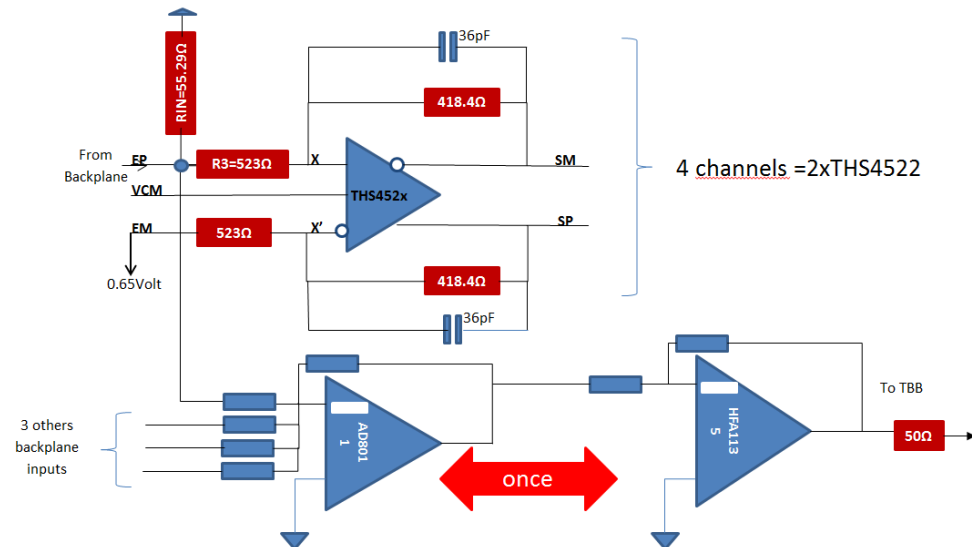 RIN=55.29Ω
36pF
418.4Ω
From
Backplane
EP
R3=523Ω
X
SM
4 channels =2xTHS4522
VCM
THS452x
EM
523Ω
X'
SP
0.65Volt
418.4Ω
36pF
To TBB
3 others
backplane
inputs
AD801
1
HFA113
5
50Ω
once